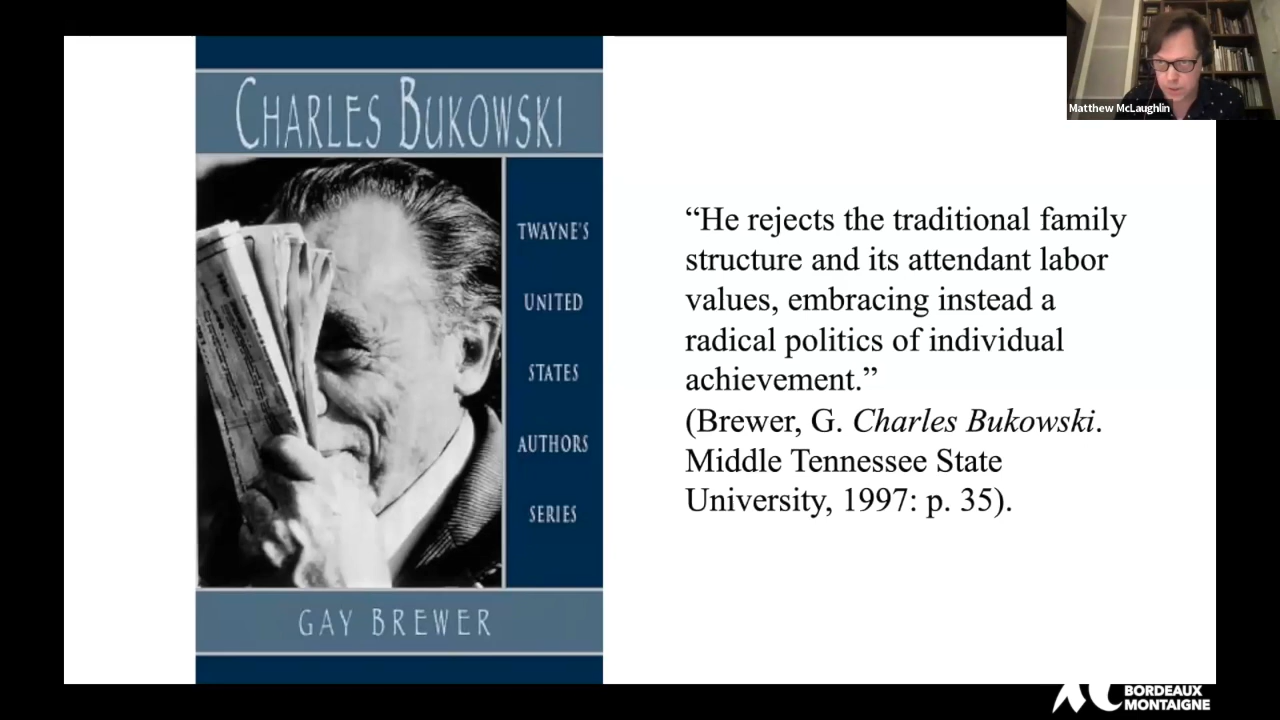 Matthew McLaughlin
CHARLES BUKOWSKI
TWAYNE'S
UNITED
STATES
AUTHORS
SERIES
GAY BREWER
“He rejects the traditional family
structure and its attendant labor
values, embracing instead a
radical politics of individual
achievement.”
(Brewer, G. Charles Bukowski.
Middle Tennessee State
University, 1997: p. 35).
BORDEAUX
MONTAIGNE